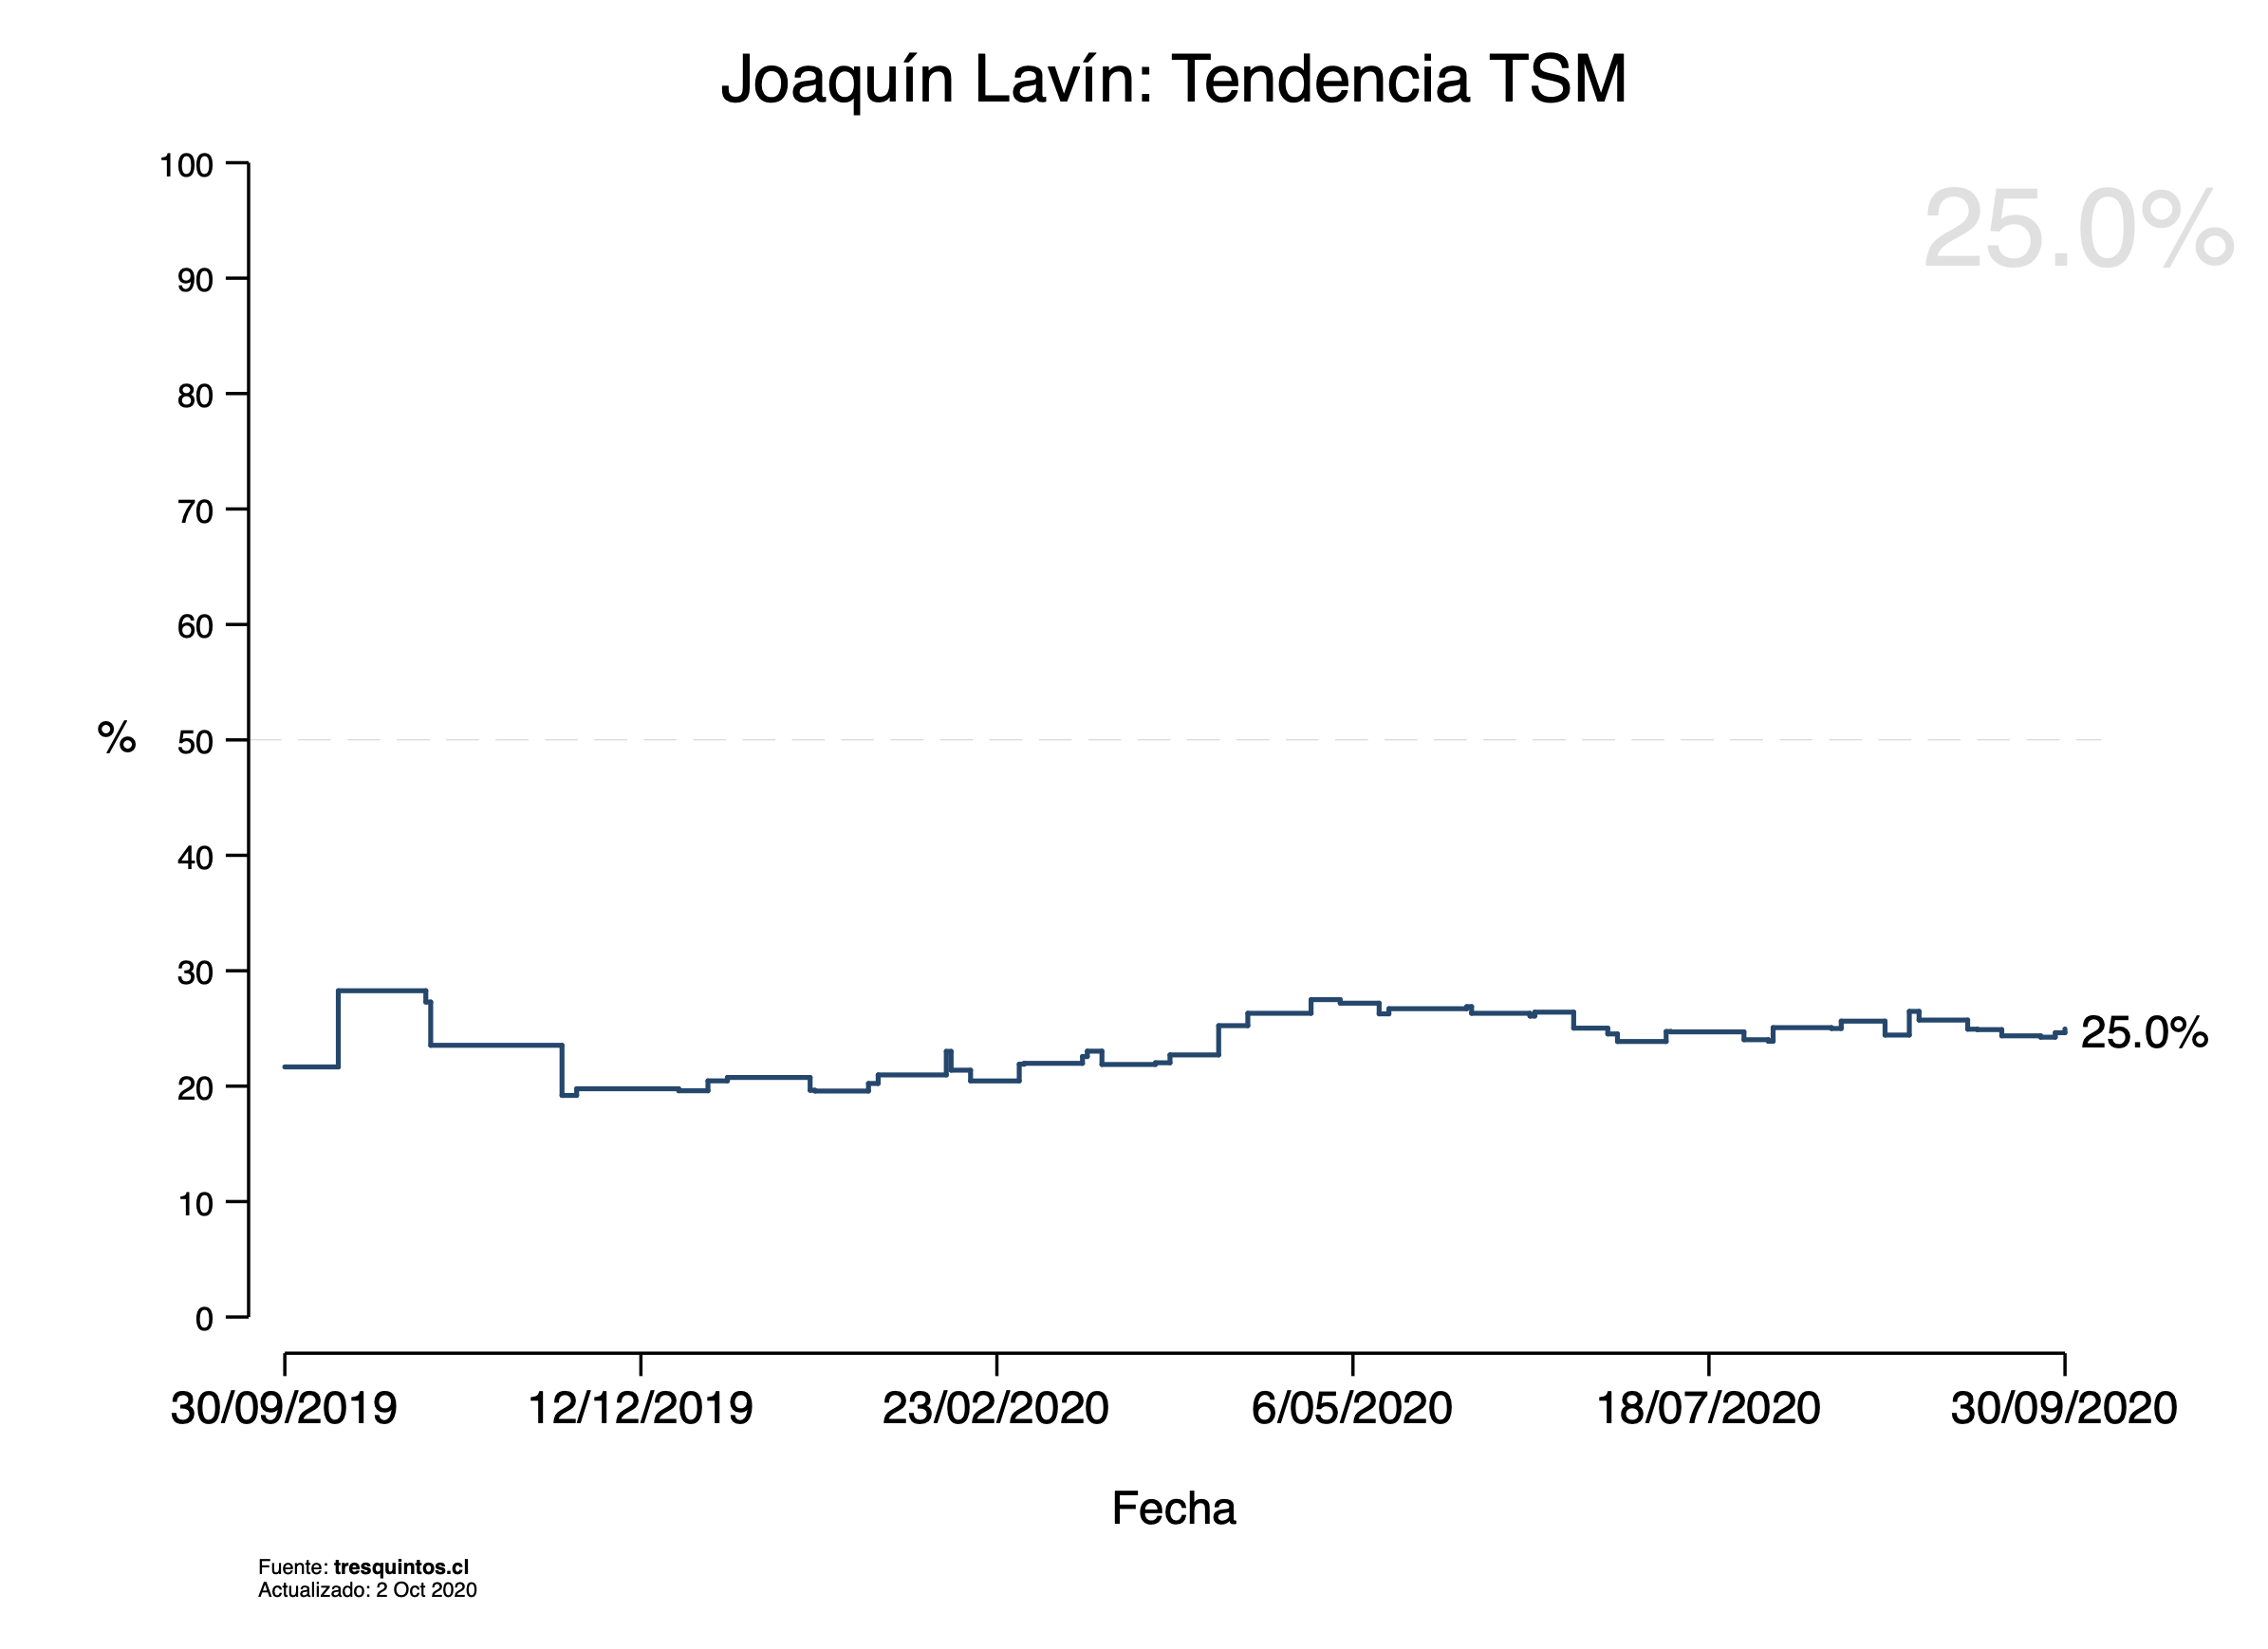 Joaquín Lavín: Tendencia TSM
100
25.0%
90
80
70
60
% 50
40
30
25.0%
20
10
0
30/09/2019 12/12/2019 23/02/2020 6/05/2020 18/07/2020 30/09/2020
Fecha
Fuente: tresquintos.cl
Actualizado: 2 Oct 2020